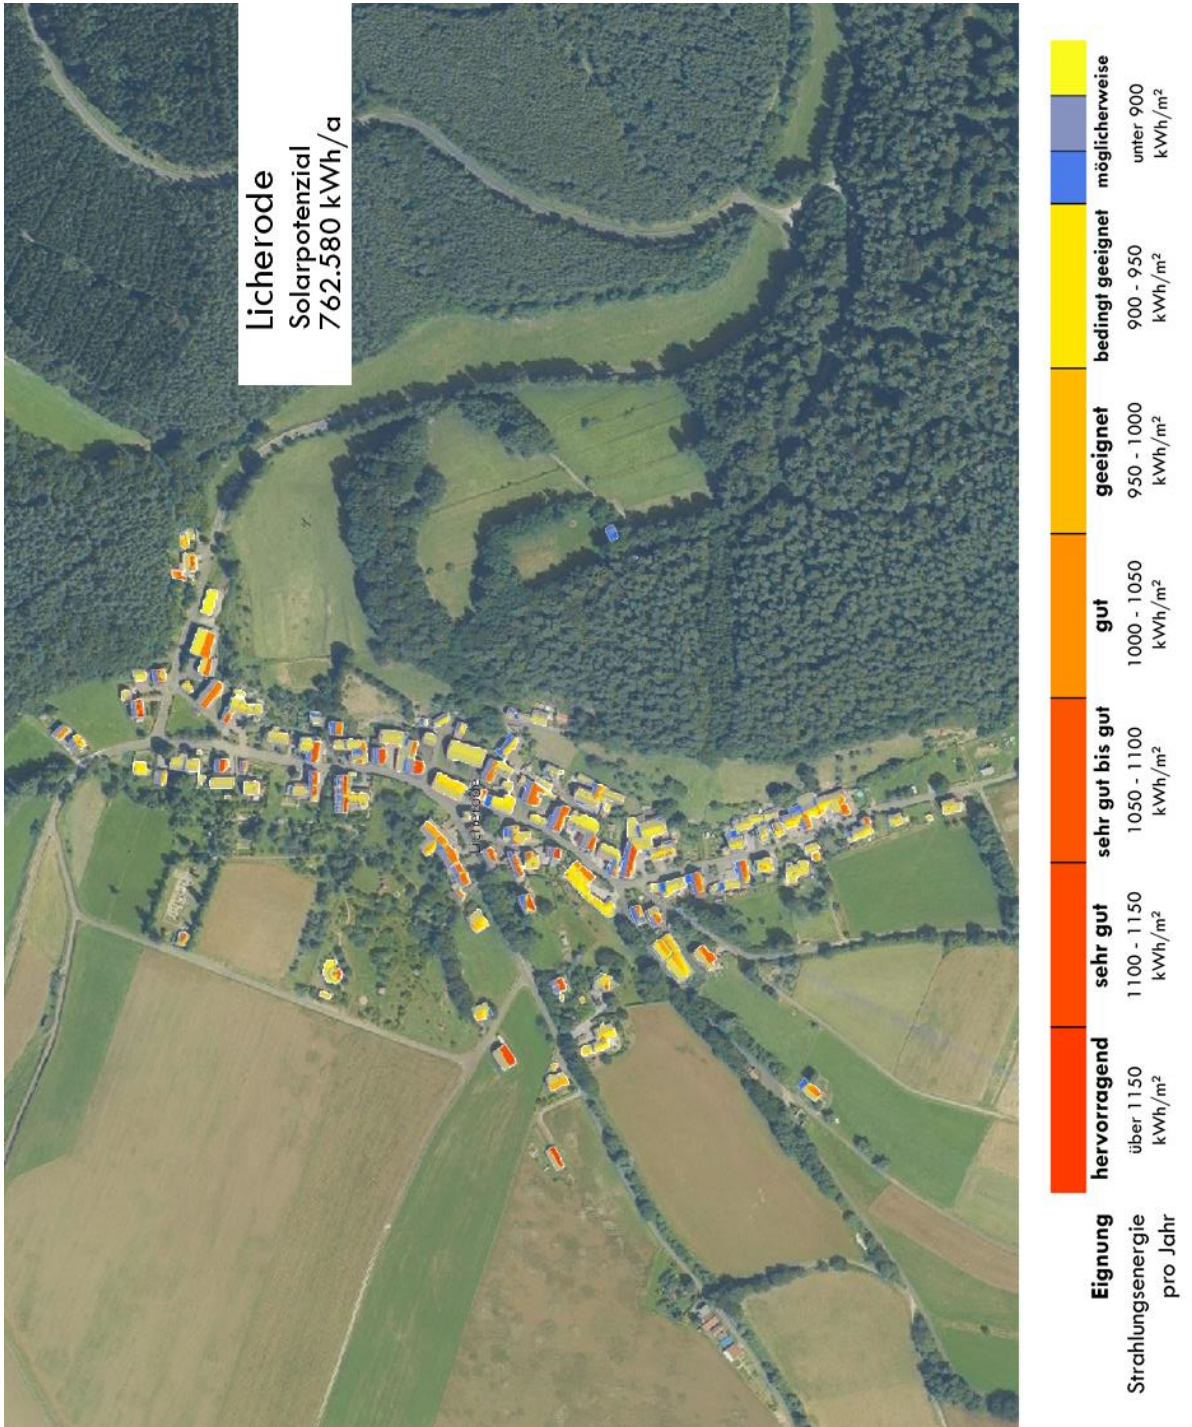 Licherode
Solarpotenzial
762.580 kWh/a
Licherode
Eignung
hervorragend
sehr gut
sehr gut bis gut
gut
geeignet
bedingt geeignet
möglicherweise
Strahlungsenergie
pro Jahr
über 1150
kWh/m²
1100 - 1150
kWh/m²
1050 - 1100
kWh/m²
1000 - 1050
kWh/m²
950 - 1000
kWh/m²
900 - 950
kWh/m²
unter 900
kWh/m²